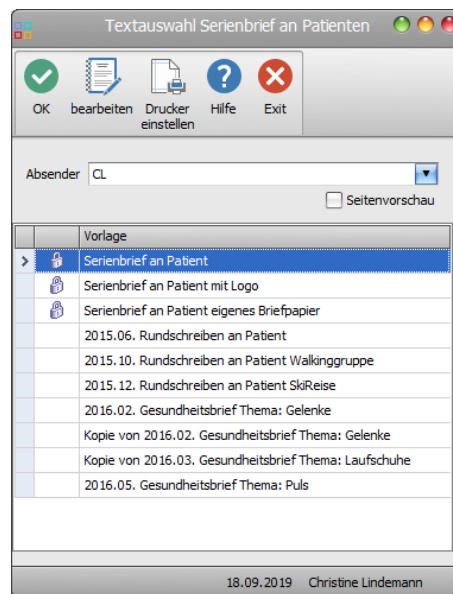 Textauswahl Serienbrief an Patienten
OK bearbeiten Drucker einstellen Hilfe Exit
Absender CL
Seitenvorschau
Vorlage
Serienbrief an Patient
Serienbrief an Patient mit Logo
Serienbrief an Patient eigenes Briefpapier
2015.06. Rundschreiben an Patient
2015.10. Rundschreiben an Patient Walkinggruppe
2015.12. Rundschreiben an Patient SkiReise
2016.02. Gesundheitsbrief Thema: Gelenke
Kopie von 2016.02. Gesundheitsbrief Thema: Gelenke
Kopie von 2016.03. Gesundheitsbrief Thema: Laufschuhe
2016.05. Gesundheitsbrief Thema: Puls
18.09.2019 Christine Lindemann